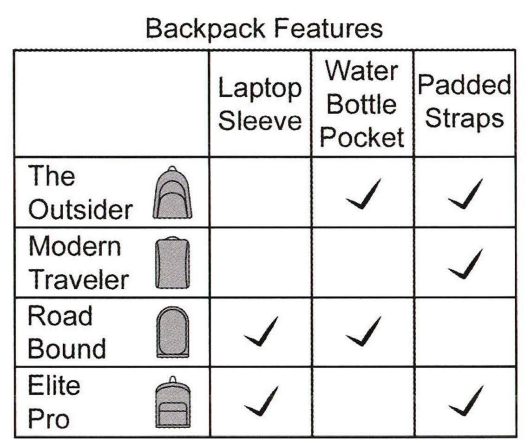 Backpack Features
Laptop
Sleeve
Water
Bottle
Pocket
Padded
Straps
The
Outsider
Modern
Traveler
Road
Bound
Elite
Pro